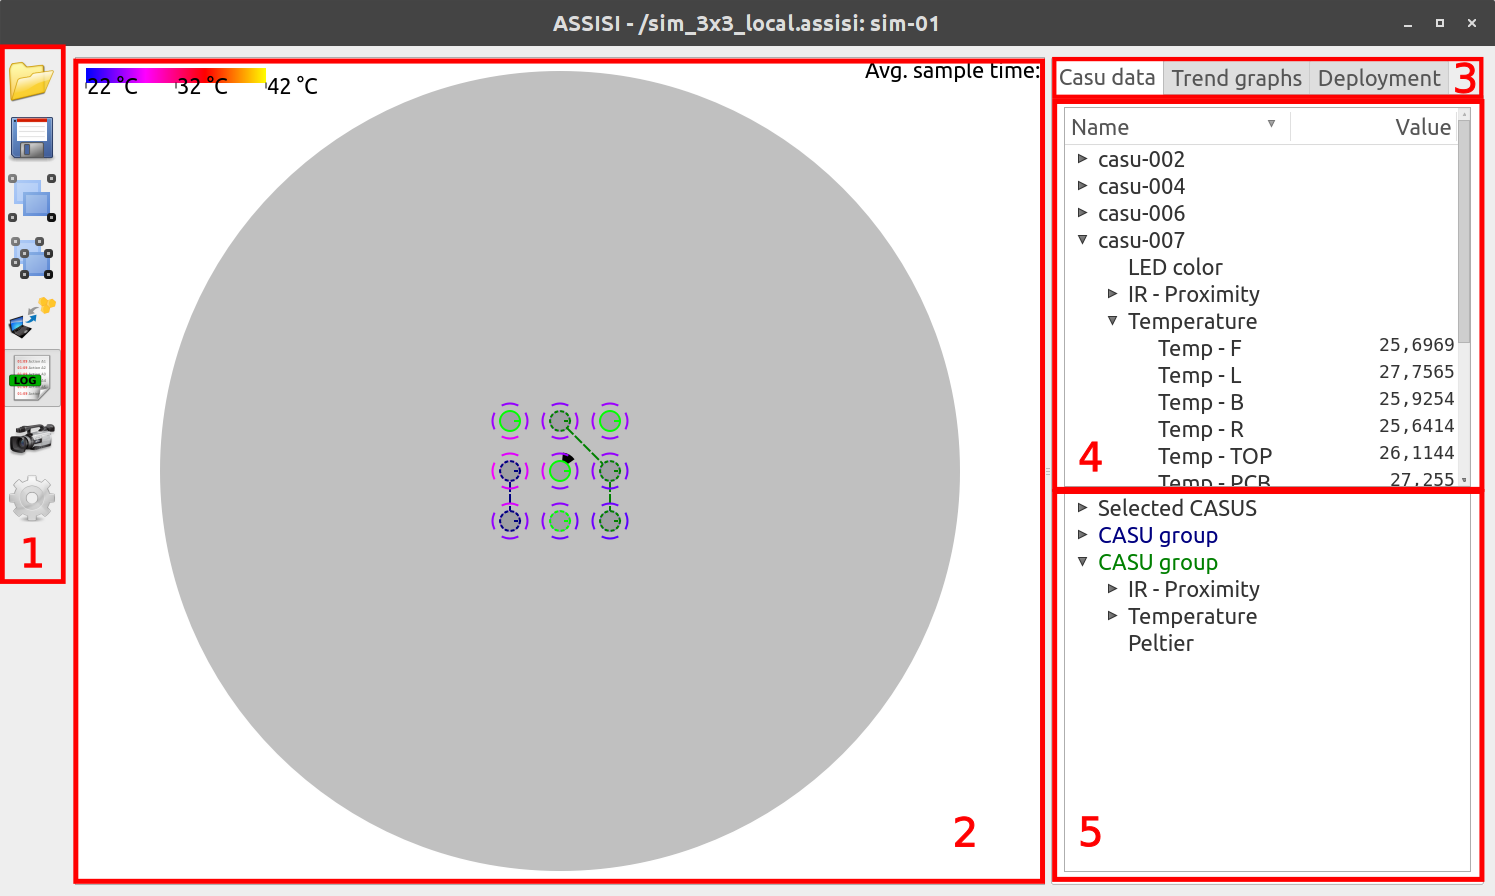 ASSISI - /sim_3x3_local.assisi: sim-01
22 °C 32 °C 42 °C
Avg. sample time:
LOG
1
2
Casu data Trend graphs Deployment 3
Name Value
casu-002
casu-004
casu-006
casu-007
LED color
IR - Proximity
Temperature
Temp - F 25,6969
Temp - L 27,7565
Temp - B 25,9254
Temp - R 25,6414
Temp - TOP 26,1144
Temp - PCB 27,255
4
Selected CASUS
CASU group
CASU group
IR - Proximity
Temperature
Peltier
5